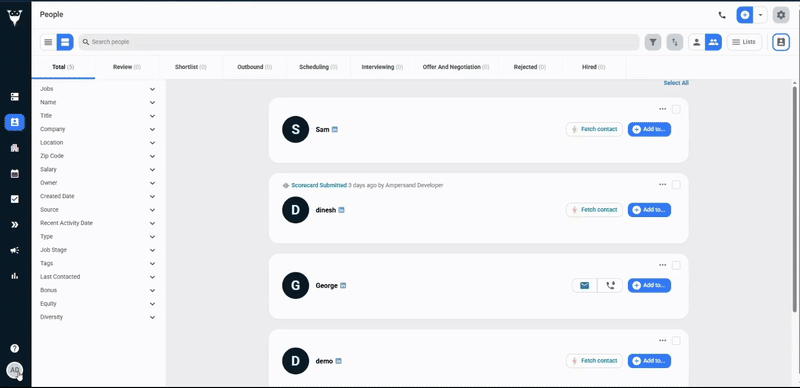 People
Search people
Lists
Total (5) Review (0) Shortlist (0) Outbound (0) Scheduling (0) Interviewing (0) Offer And Negotiation (0) Rejected (0) Hired (0)
Select All
Jobs
Name
Title
Company
Location
Zip Code
Salary
Owner
Created Date
Source
Recent Activity Date
Type
Job Stage
Tags
Last Contacted
Bonus
Equity
Diversity
S Sam in Fetch contact Add to...
Scorecard Submitted 3 days ago by Ampersand Developer
D dinesh in Fetch contact Add to...
G George in Add to...
D demo in Fetch contact Add to...
AD